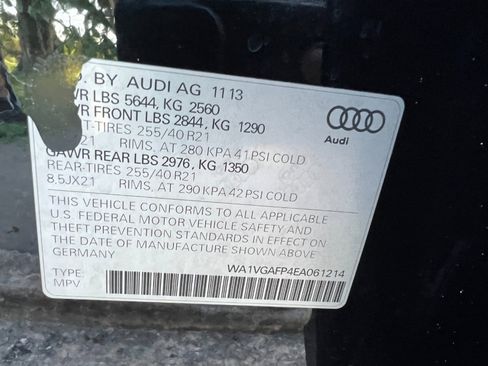 BY AUDI AG 11 13
LBS 5644, KG 2560
FRONT LBS 2844, KG 1290
T-TIRES 255/40 R21
21 RIMS, AT 280 KPA 41 PSI COLD
GAWR REAR LBS 2976, KG 1350
REAR-TIRES 255/40 R21
8,5JX21 RIMS, AT 290 KPA 42 PSI COLD
THIS VEHICLE CONFORMS TO ALL APPLICABLE
U.S. FEDERAL MOTOR VEHICLE SAFETY AND
THEFT PREVENTION STANDARDS IN EFFECT ON
THE DATE OF MANUFACTURE SHOWN ABOVE
GERMANY
TYPE: WA1VGAFP4EA061214
MPV
Audi